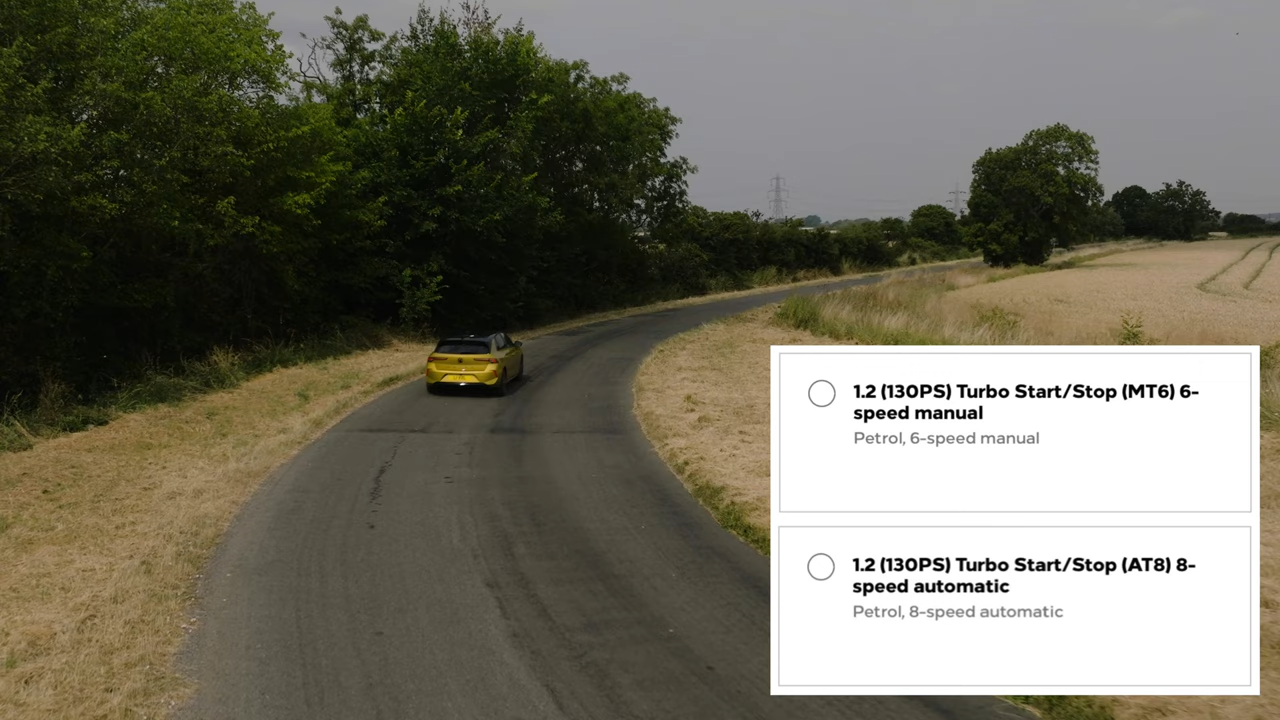 1.2 (130PS) Turbo Start/Stop (MT6) 6-
speed manual
Petrol, 6-speed manual
1.2 (130PS) Turbo Start/Stop (AT8) 8-
speed automatic
Petrol, 8-speed automatic